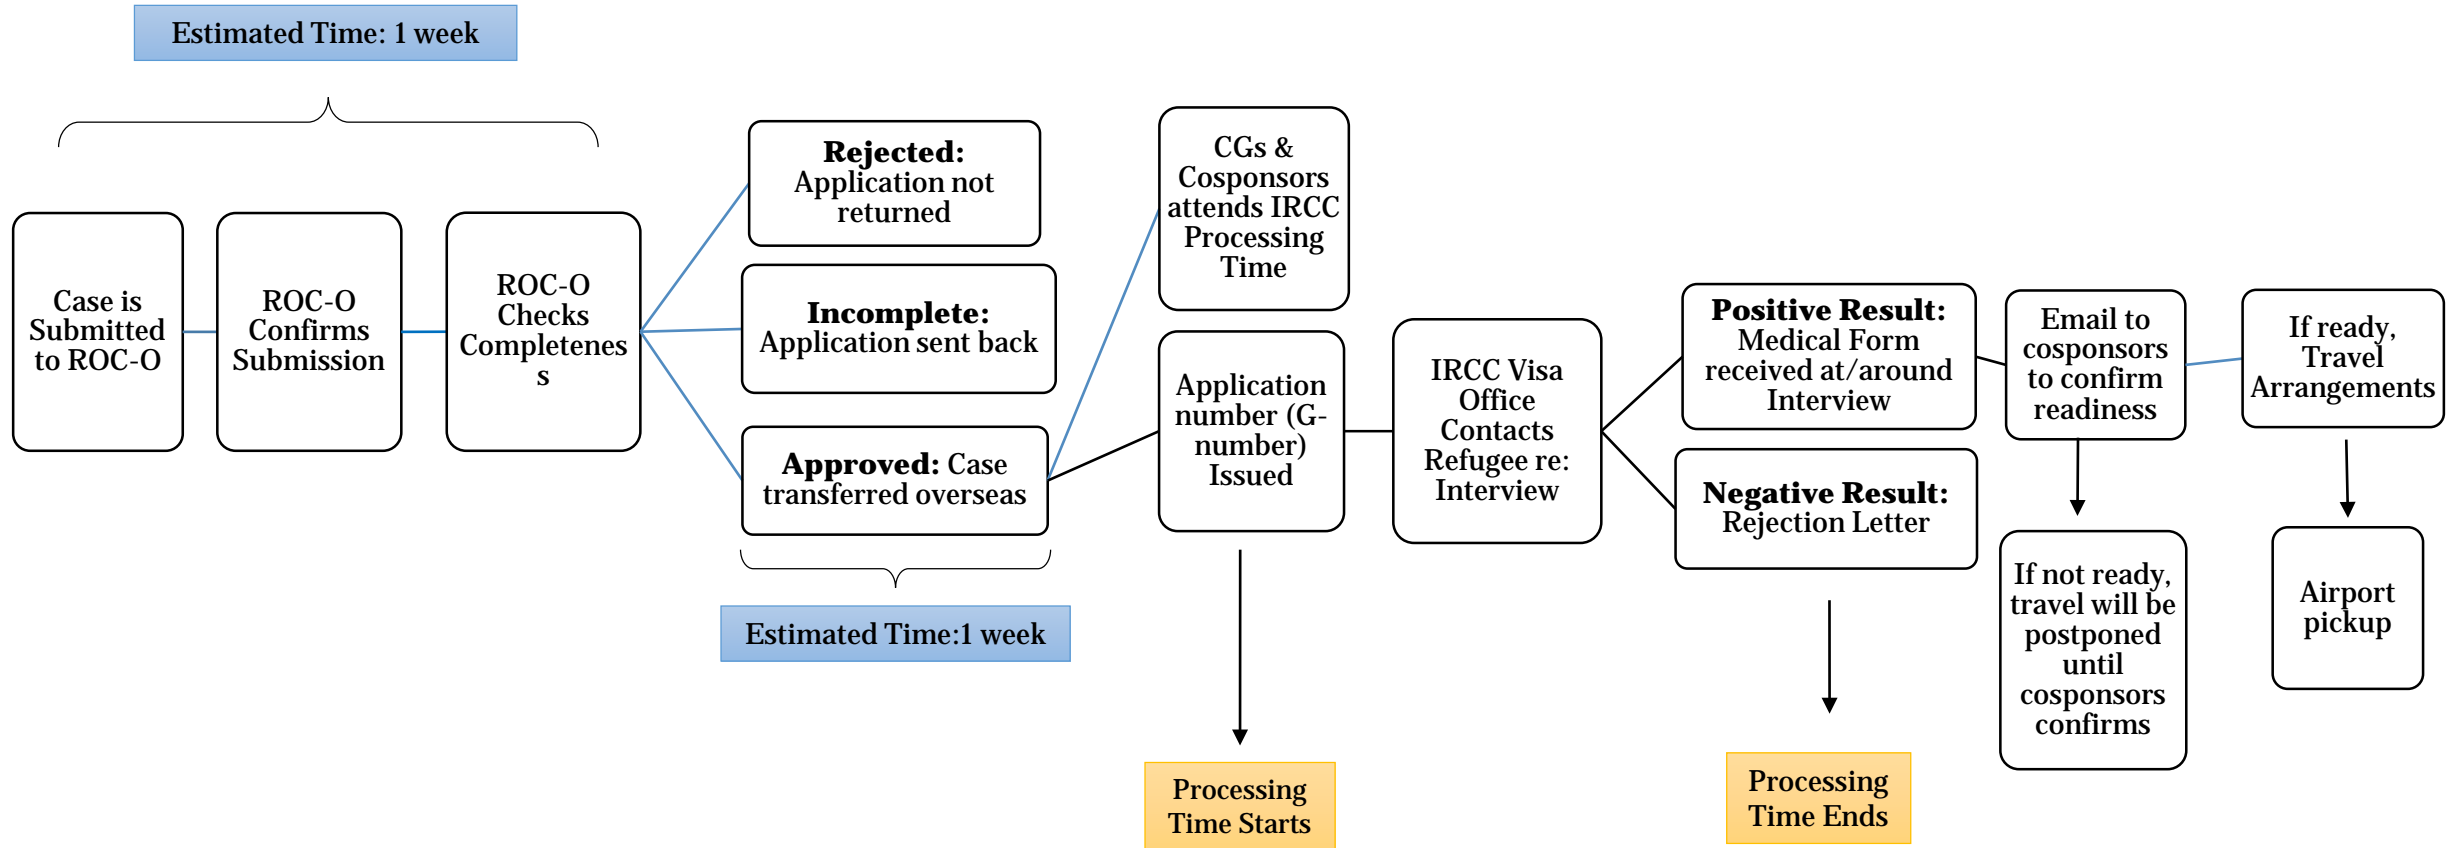 Estimated Time: 1 week
Case is
Submitted
to ROC-O
ROC-O
Confirms
Submission
ROC-O
Checks
Completenes
s
Rejected:
Application not
returned
Incomplete:
Application sent back
Approved: Case
transferred overseas
Estimated Time:1 week
CGs &
Cosponsors
attends IRCC
Processing
Time
Application
number (G-
number)
Issued
Processing
Time Starts
IRCC Visa
Office
Contacts
Refugee re:
Interview
Positive Result:
Medical Form
received at/around
Interview
Negative Result:
Rejection Letter
Processing
Time Ends
Email to
cosponsors
to confirm
readiness
If not ready,
travel will be
postponed
until
cosponsors
confirms
If ready,
Travel
Arrangements
Airport
pickup